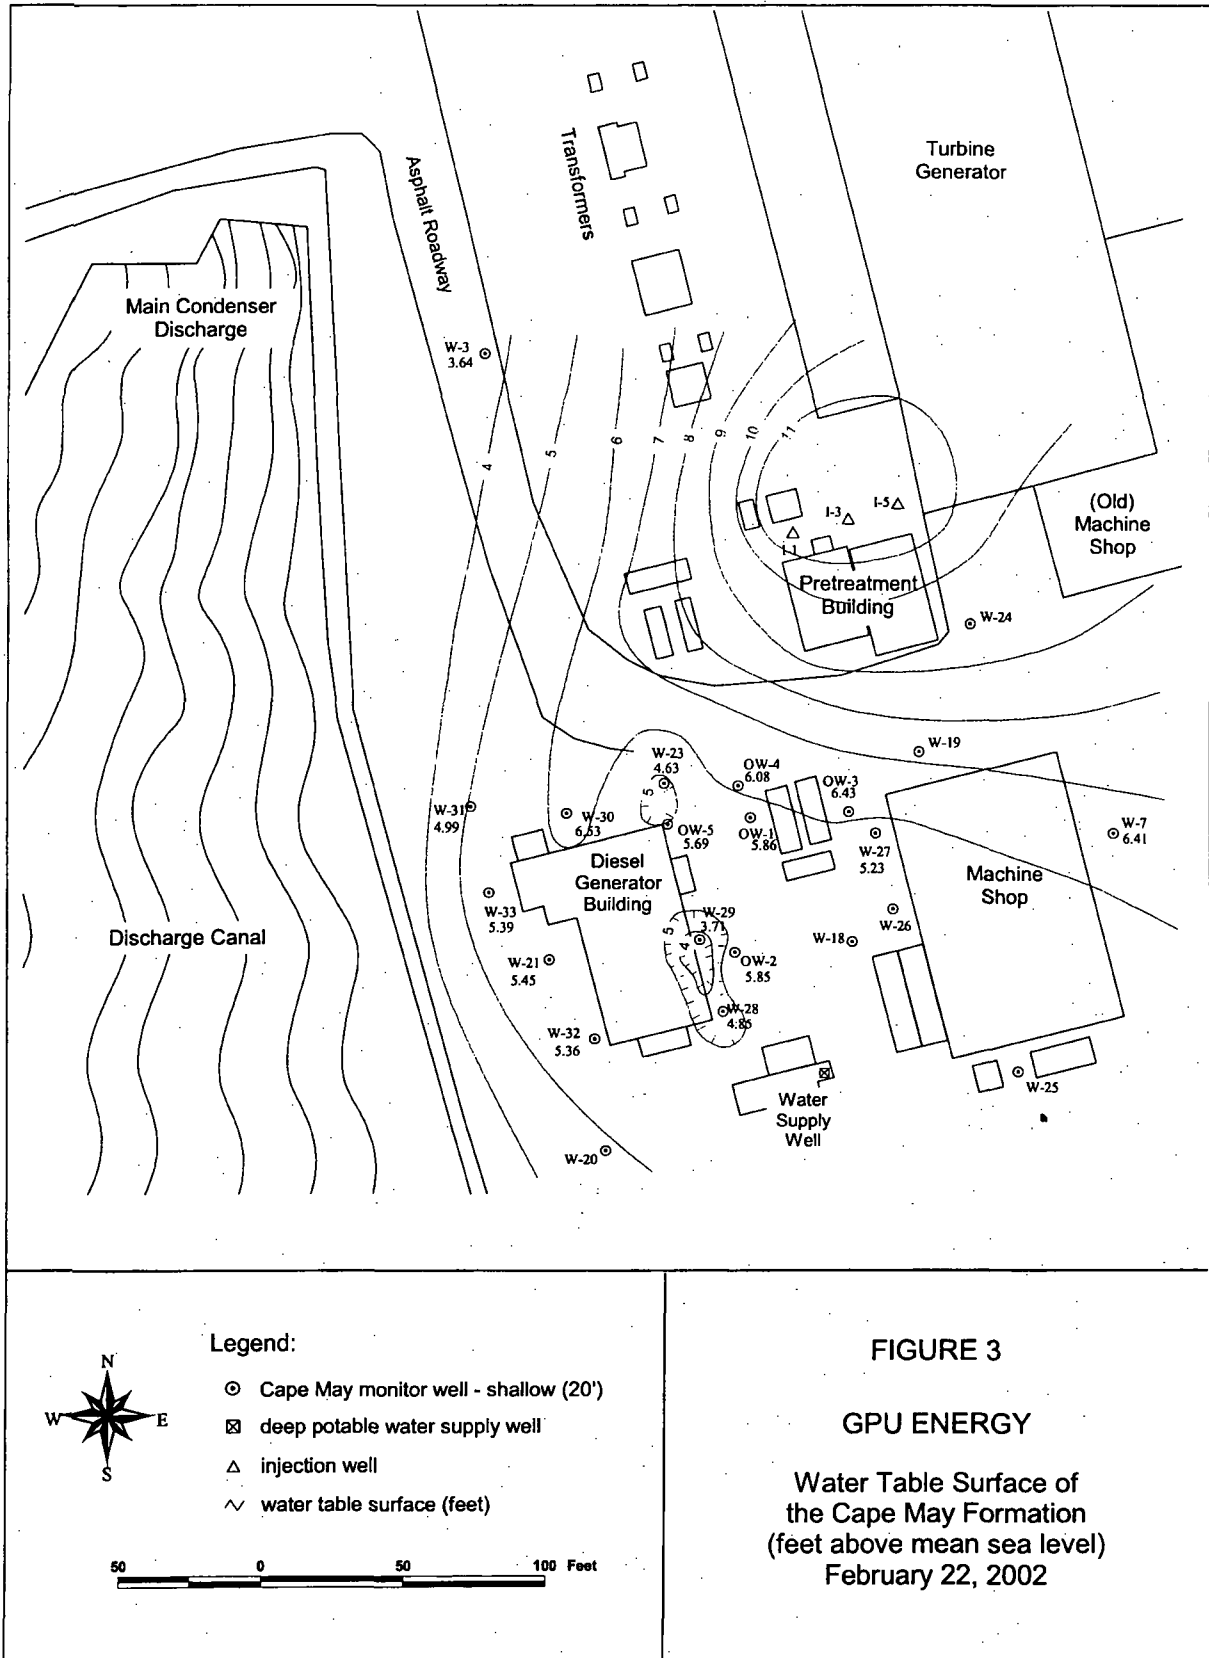 Turbine
Generator
Transformers
Asphalt Roadway
Main Condenser
Discharge
W-3
3.64
4
5
6
7
8
9
10
11
(Old)
Machine
Shop
I-5
I-3
I-1
Pretreatment
Building
W-24
W-19
W-23
4.63
OW-4
6.08
OW-3
6.43
5
W-31
4.99
W-30
6.53
OW-5
5.69
OW-1
5.86
W-27
5.23
W-7
6.41
Diesel
Generator
Building
Machine
Shop
W-33
5.39
W-29
3.71
W-26
W-18
Discharge Canal
5
4
W-21
5.45
OW-2
5.85
W-28
4.85
W-32
5.36
Water
Supply
Well
W-25
W-20
Legend:
N
W E
S
Cape May monitor well - shallow (20')
deep potable water supply well
injection well
water table surface (feet)
50 0 50 100 Feet
FIGURE 3
GPU ENERGY
Water Table Surface of
the Cape May Formation
(feet above mean sea level)
February 22, 2002